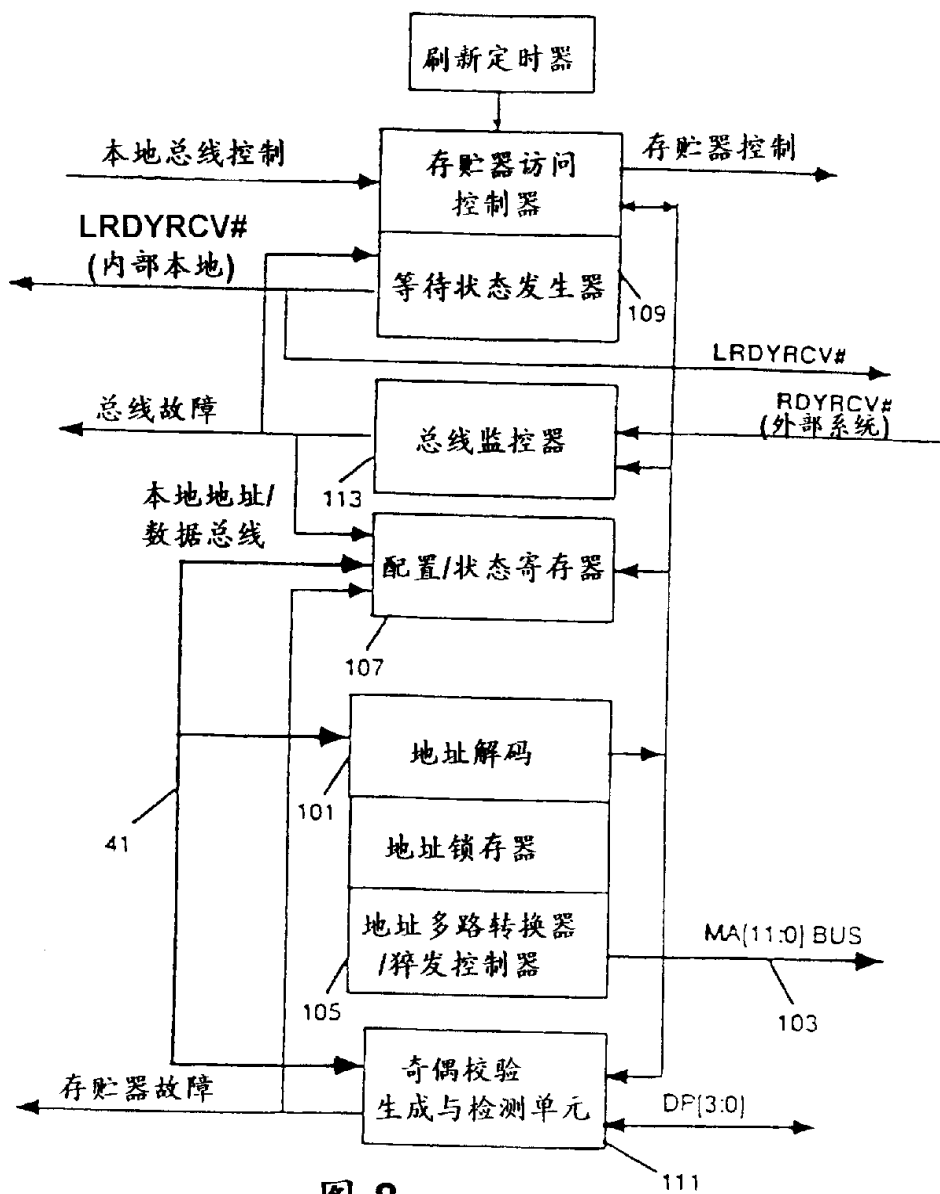 刷新定时器
本地总线控制
存贮器访问
控制器
存贮器控制
LRDYRCV#
(内部本地)
等待状态发生器
109
LRDYRCV#
总线故障
总线监控器
RDYRCV#
(外部系统)
113
本地地址/
数据总线
配置/状态寄存器
107
地址解码
101
41
地址锁存器
地址多路转换器
/猝发控制器
MA(11:0) BUS
105
103
奇偶校验
生成与检测单元
存贮器故障
DP(3:0)
111